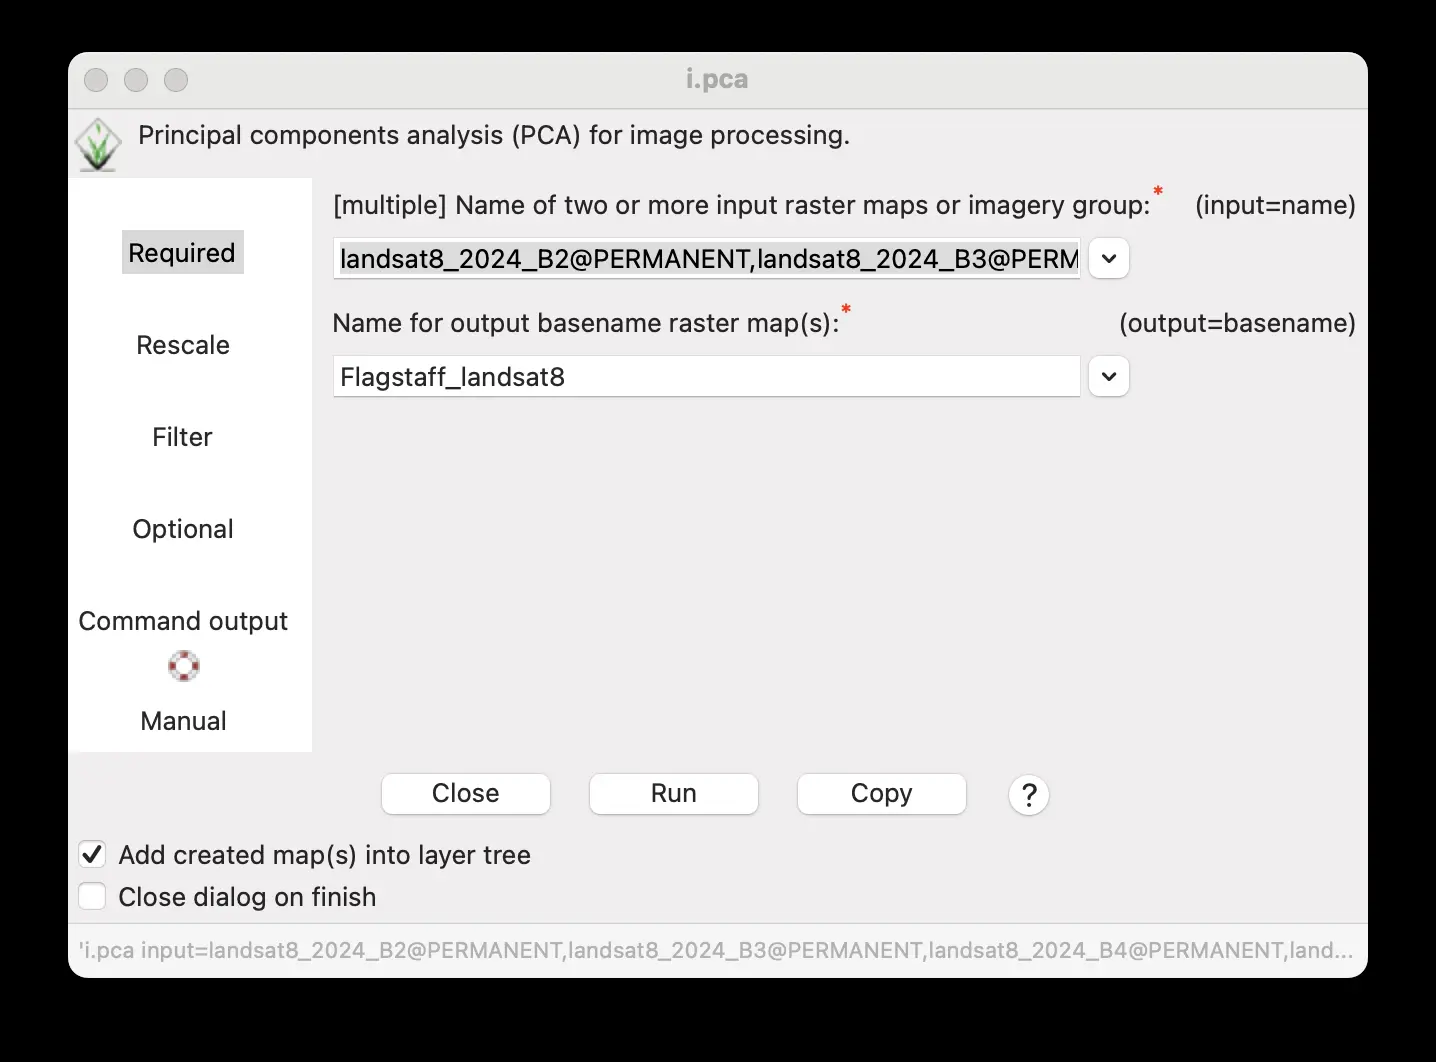 i.pca
Principal components analysis (PCA) for image processing.
[multiple] Name of two or more input raster maps or imagery group:* (input=name)
Required
landsat8_2024_B2@PERMANENT,landsat8_2024_B3@PERM
Name for output basename raster map(s):* (output=basename)
Rescale
Flagstaff_landsat8
Filter
Optional
Command output
Manual
Close Run Copy ?
Add created map(s) into layer tree
Close dialog on finish
'i.pca input=landsat8_2024_B2@PERMANENT,landsat8_2024_B3@PERMANENT,landsat8_2024_B4@PERMANENT,land...